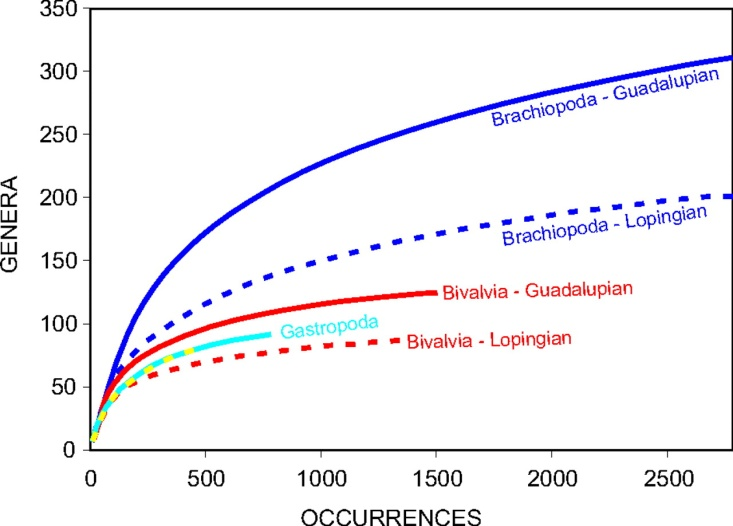 350
300
250
200
150
100
50
0
GENERA
Brachiopoda - Guadalupian
Brachiopoda - Lopingian
Bivalvia - Guadalupian
Gastropoda
Bivalvia - Lopingian
0 500 1000 1500 2000 2500
OCCURRENCES